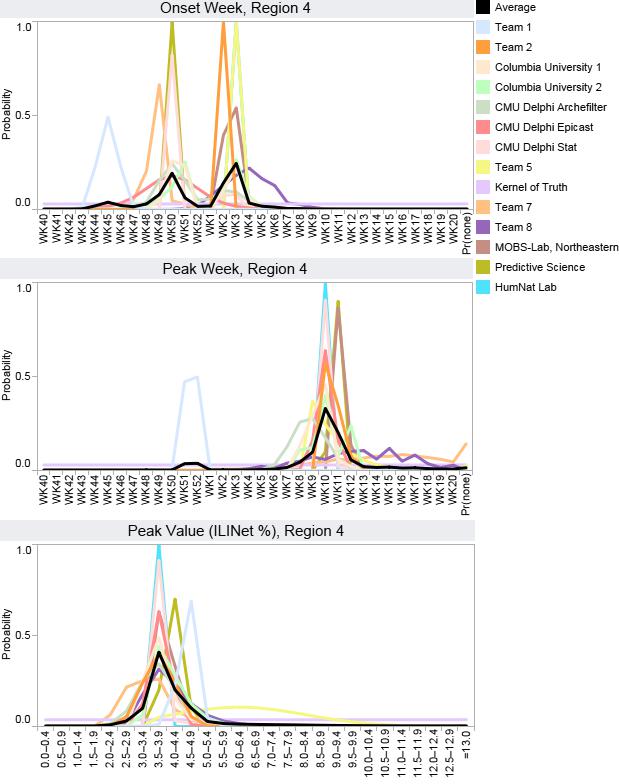 Onset Week, Region 4
1.0
0.5
0.0
Probability
WK40
WK41
WK42
WK43
WK44
WK45
WK46
WK47
WK48
WK49
WK50
WK51
WK52
WK1
WK2
WK3
WK4
WK5
WK6
WK7
WK8
WK9
WK10
WK11
WK12
WK13
WK14
WK15
WK16
WK17
WK18
WK19
WK20
Pr(none)
Average
Team 1
Team 2
Columbia University 1
Columbia University 2
CMU Delphi Archefilter
CMU Delphi Epicast
CMU Delphi Stat
Team 5
Kernel of Truth
Team 7
Team 8
MOBS-Lab, Northeastern
Predictive Science
HumNat Lab
Peak Week, Region 4
1.0
0.5
0.0
Probability
WK40
WK41
WK42
WK43
WK44
WK45
WK46
WK47
WK48
WK49
WK50
WK51
WK52
WK1
WK2
WK4
WK5
WK6
WK7
WK8
WK9
WK10
WK11
WK12
WK13
WK14
WK15
WK16
WK17
WK18
WK19
WK20
Pr(none)
Peak Value (ILINet %), Region 4
1.0
0.5
0.0
Probability
0.0–0.4
0.5–0.9
1.0–1.4
1.5–1.9
2.0–2.4
2.5–2.9
3.0–3.4
3.5–3.9
4.0–4.4
4.5–4.9
5.0–5.4
5.5–5.9
6.0–6.4
6.5–6.9
7.0–7.4
7.5–7.9
8.0–8.4
8.5–8.9
9.0–9.4
9.5–9.9
10.0–10.4
10.5–10.9
11.0–11.4
11.5–11.9
12.0–12.4
12.5–12.9
=13.0